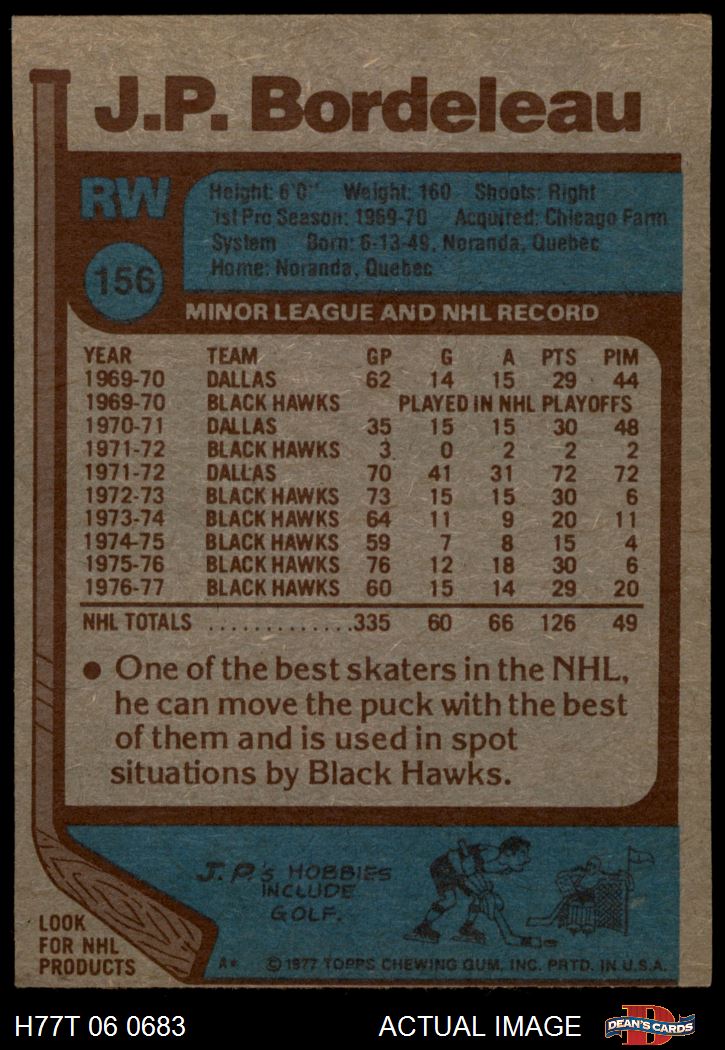 J.P. Bordeleau
RW
156
Height: 6'0" Weight: 160 Shoots: Right
1st Pro Season: 1969-70 Acquired: Chicago Farm
System Born: 6-13-49, Noranda, Quebec
Home: Noranda, Quebec
MINOR LEAGUE AND NHL RECORD
YEAR TEAM GP G A PTS PIM
1969-70 DALLAS 62 14 15 29 44
1969-70 BLACK HAWKS PLAYED IN NHL PLAYOFFS
1970-71 DALLAS 35 15 15 30 48
1971-72 BLACK HAWKS 3 0 2 2 2
1971-72 DALLAS 70 41 31 72 72
1972-73 BLACK HAWKS 73 15 15 30 6
1973-74 BLACK HAWKS 64 11 9 20 11
1974-75 BLACK HAWKS 59 7 8 15 4
1975-76 BLACK HAWKS 76 12 18 30 6
1976-77 BLACK HAWKS 60 15 14 29 20
NHL TOTALS .............335 60 66 126 49
● One of the best skaters in the NHL,
he can move the puck with the best
of them and is used in spot
situations by Black Hawks.
J.P.'s HOBBIES
INCLUDE
GOLF.
LOOK
FOR NHL
PRODUCTS
A* © 1977 TOPPS CHEWING GUM, INC. PRTD. IN U.S.A.
H77T 06 0683 ACTUAL IMAGE
D
DEAN'S CARDS